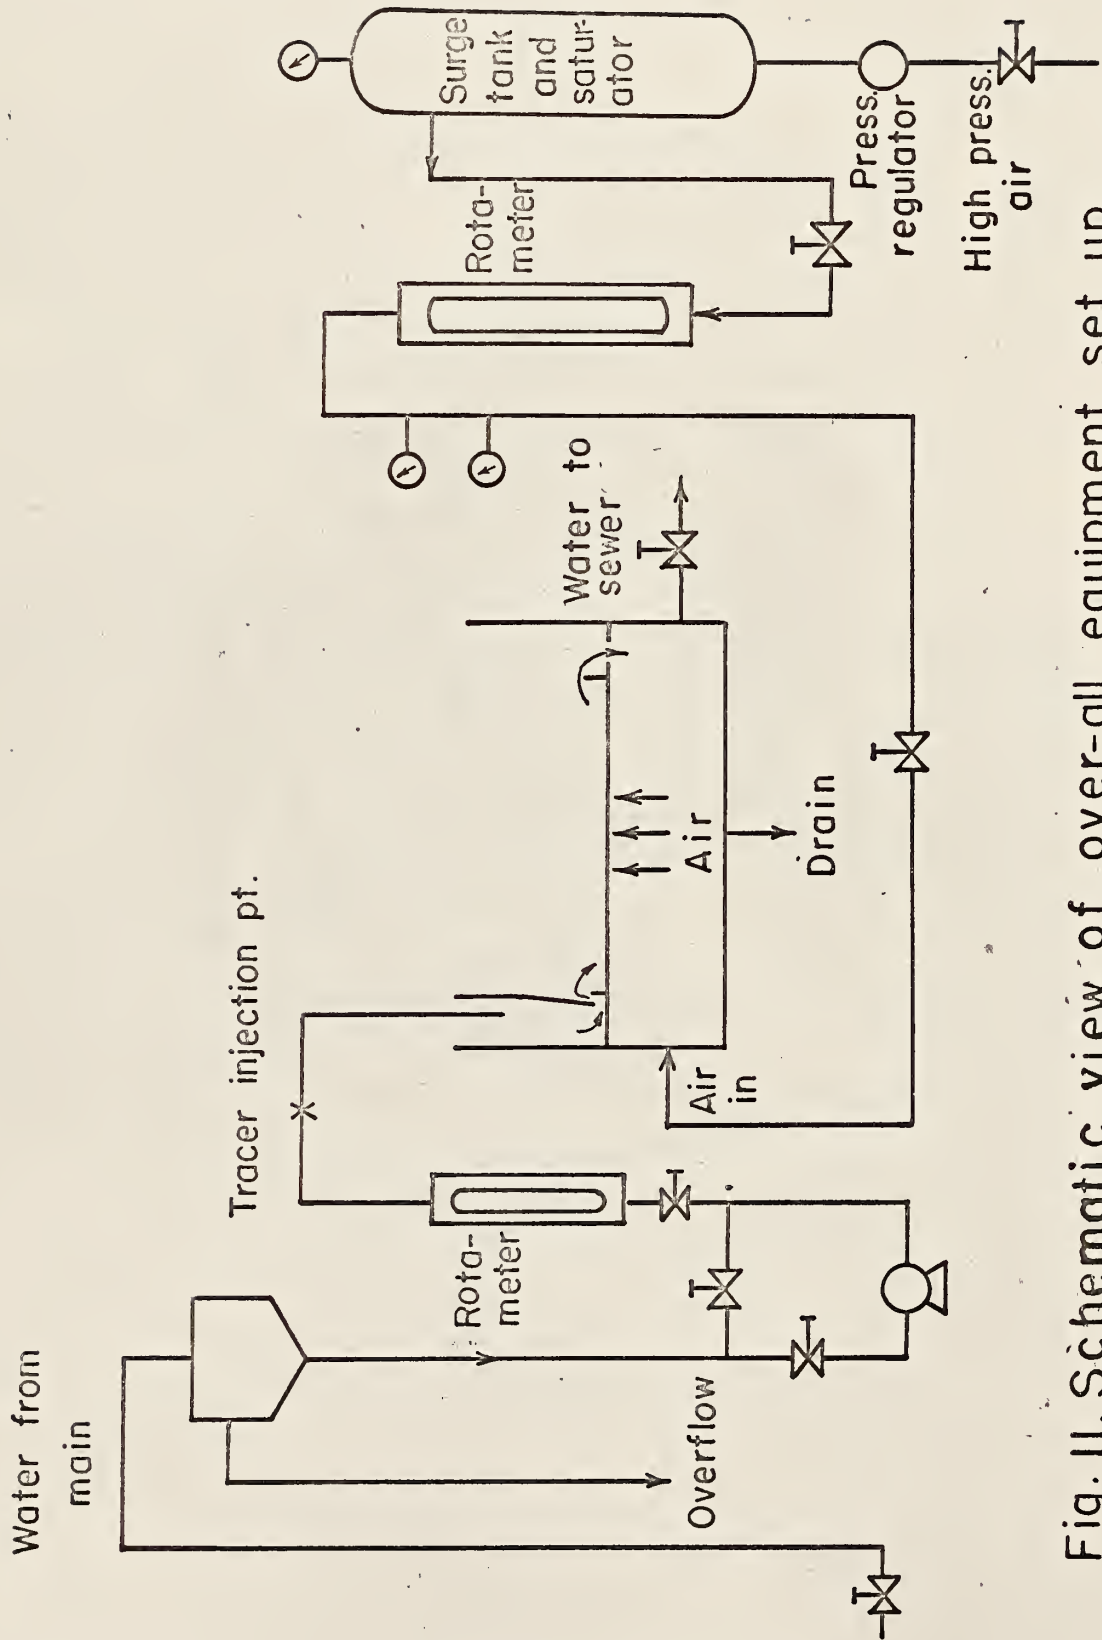 Water from
main
Overflow
Rota-
meter
Tracer injection pt.
Air
in
Air
Drain
Water to
sewer
Rota-
meter
Surge
tank
and
satur-
ator
Press.
regulator
High press.
air
Fig. 11. Schematic view of over-all equipment set up